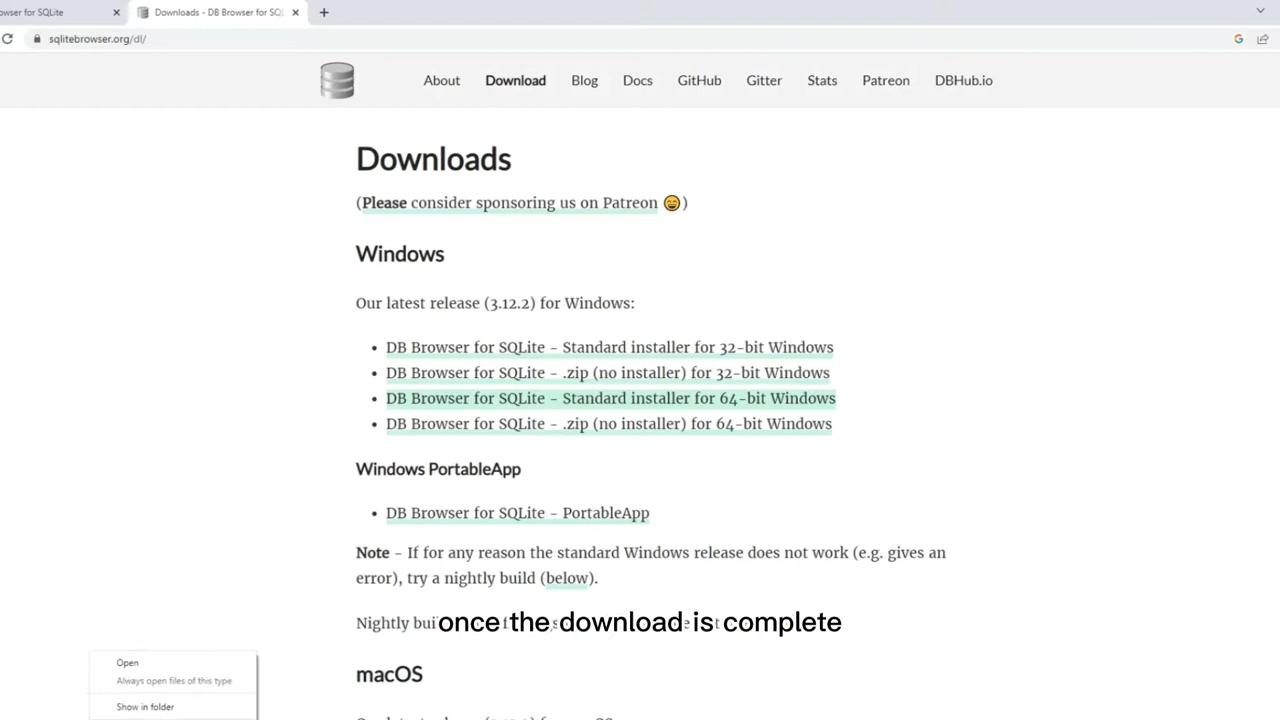 owser for SQLite
Downloads - DB Browser for SQ
sqlitebrowser.org/dl/
About Download Blog Docs GitHub Gitter Stats Patreon DBHub.io
Downloads
(Please consider sponsoring us on Patreon 😄)
Windows
Our latest release (3.12.2) for Windows:
• DB Browser for SQLite - Standard installer for 32-bit Windows
• DB Browser for SQLite - .zip (no installer) for 32-bit Windows
• DB Browser for SQLite - Standard installer for 64-bit Windows
• DB Browser for SQLite - .zip (no installer) for 64-bit Windows
Windows PortableApp
• DB Browser for SQLite - PortableApp
Note - If for any reason the standard Windows release does not work (e.g. gives an
error), try a nightly build (below).
Nightly
once the download is complete
Open
Always open files of this type
Show in folder
macOS